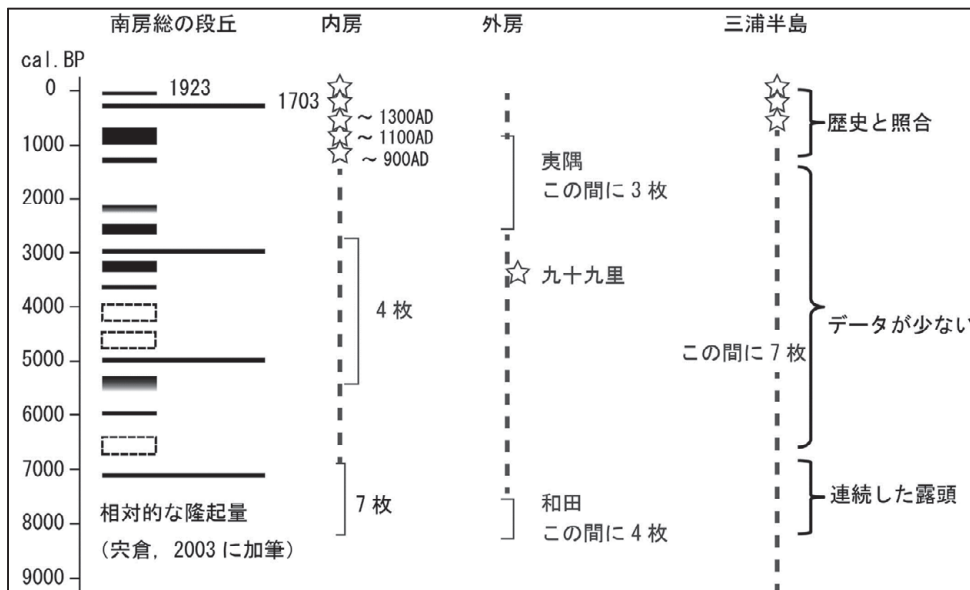 南房総の段丘 内房 外房 三浦半島
cal.BP
0
1923
1703
～1300AD
～1100AD
～900AD
歴史と照合
1000
夷隅
この間に3枚
2000
3000
九十九里
4000
4枚
データが少ない
5000
この間に7枚
6000
7000
7枚
和田
この間に4枚
連続した露頭
相対的な隆起量
(宍倉, 2003に加筆)
8000
9000